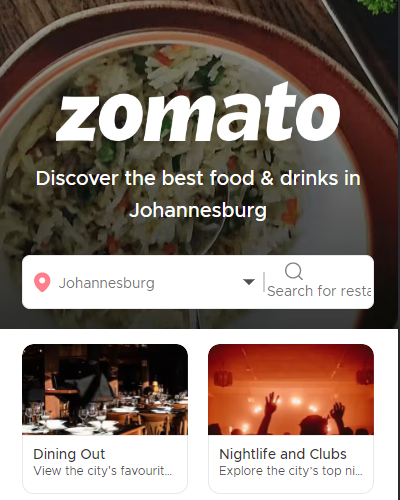 zomato
Discover the best food & drinks in
Johannesburg
Johannesburg
Search for resta
Dining Out
Nightlife and Clubs
View the city's favourit...
Explore the city's top ni...